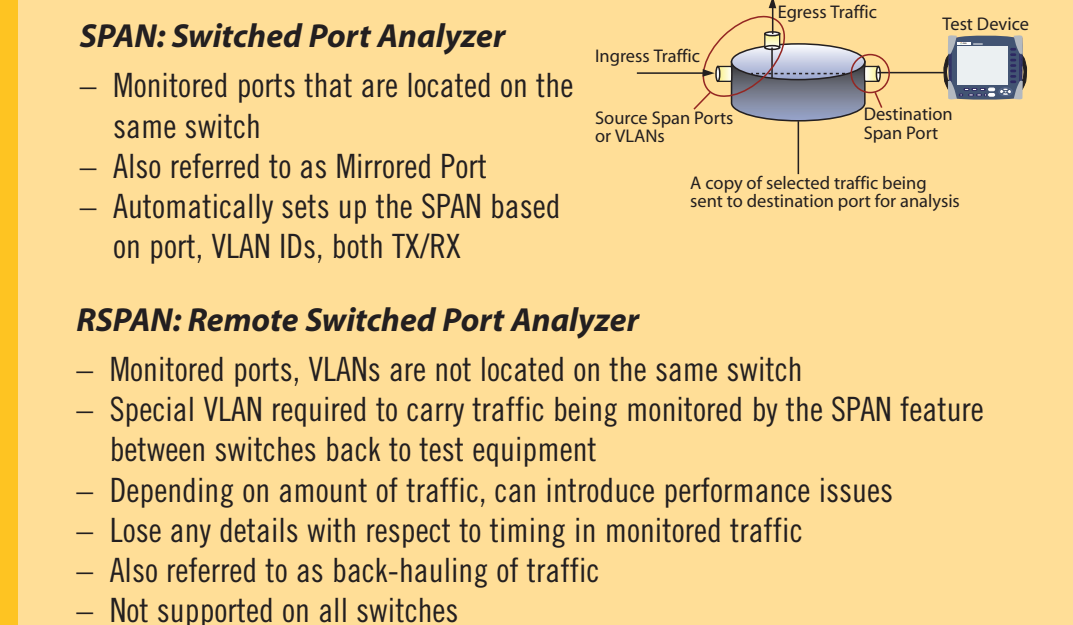 SPAN: Switched Port Analyzer
– Monitored ports that are located on the
same switch
– Also referred to as Mirrored Port
– Automatically sets up the SPAN based
on port, VLAN IDs, both TX/RX
Egress Traffic
Test Device
Ingress Traffic
Source Span Ports
or VLANs
Destination
Span Port
A copy of selected traffic being
sent to destination port for analysis
RSPAN: Remote Switched Port Analyzer
– Monitored ports, VLANs are not located on the same switch
– Special VLAN required to carry traffic being monitored by the SPAN feature
between switches back to test equipment
– Depending on amount of traffic, can introduce performance issues
– Lose any details with respect to timing in monitored traffic
– Also referred to as back-hauling of traffic
– Not supported on all switches